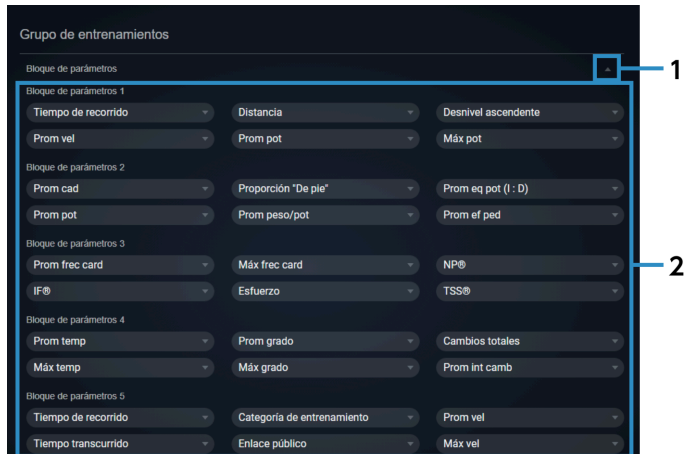 Grupo de entrenamientos
Bloque de parámetros 1
Bloque de parámetros 1
Tiempo de recorrido Distancia Desnivel ascendente
Prom vel Prom pot Máx pot
Bloque de parámetros 2
Prom cad Proporción "De pie" Prom eq pot (I : D)
Prom pot Prom peso/pot Prom ef ped
Bloque de parámetros 3
Prom frec card Máx frec card NP®
2
IF® Esfuerzo TSS®
Bloque de parámetros 4
Prom temp Prom grado Cambios totales
Máx temp Máx grado Prom int camb
Bloque de parámetros 5
Tiempo de recorrido Categoría de entrenamiento Prom vel
Tiempo transcurrido Enlace público Máx vel